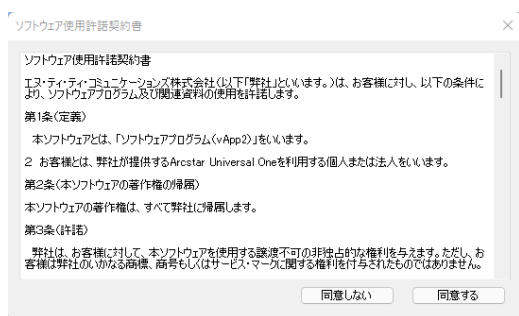 ソフトウェア使用許諾契約書
ソフトウェア使用許諾契約書
エヌ・ティ・ティ・コミュニケーションズ株式会社(以下「弊社」といいます。)は、お客様に対し、以下の条件に
より、ソフトウェアプログラム及び関連資料の使用を許諾します。
第1条(定義)
本ソフトウェアとは、「ソフトウェアプログラム(vApp2)」をいいます。
2 お客様とは、弊社が提供するArcstar Universal Oneを利用する個人または法人をいいます。
第2条(本ソフトウェアの著作権の帰属)
本ソフトウェアの著作権は、すべて弊社に帰属します。
第3条(許諾)
弊社は、お客様に対して、本ソフトウェアを使用する譲渡不可の非独占的な権利を与えます。ただし、お
客様は弊社のいかなる商標、商号もしくはサービス・マークに関する権利を付与されたものではありません。
同意しない
同意する